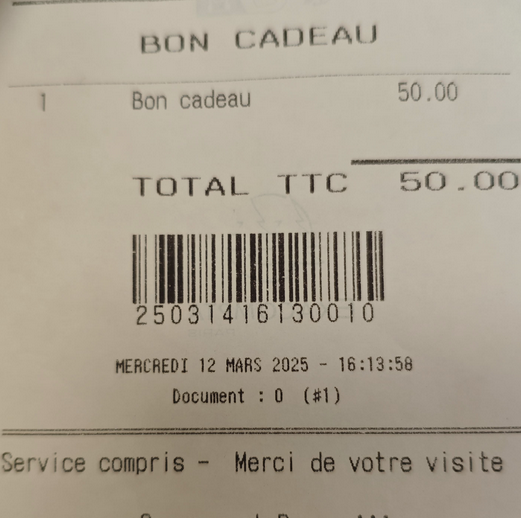 BON CADEAU
1 Bon cadeau 50.00
TOTAL TTC 50.00
25031416130010
MERCREDI 12 MARS 2025 - 16:13:58
Document : 0 (#1)
Service compris - Merci de votre visite